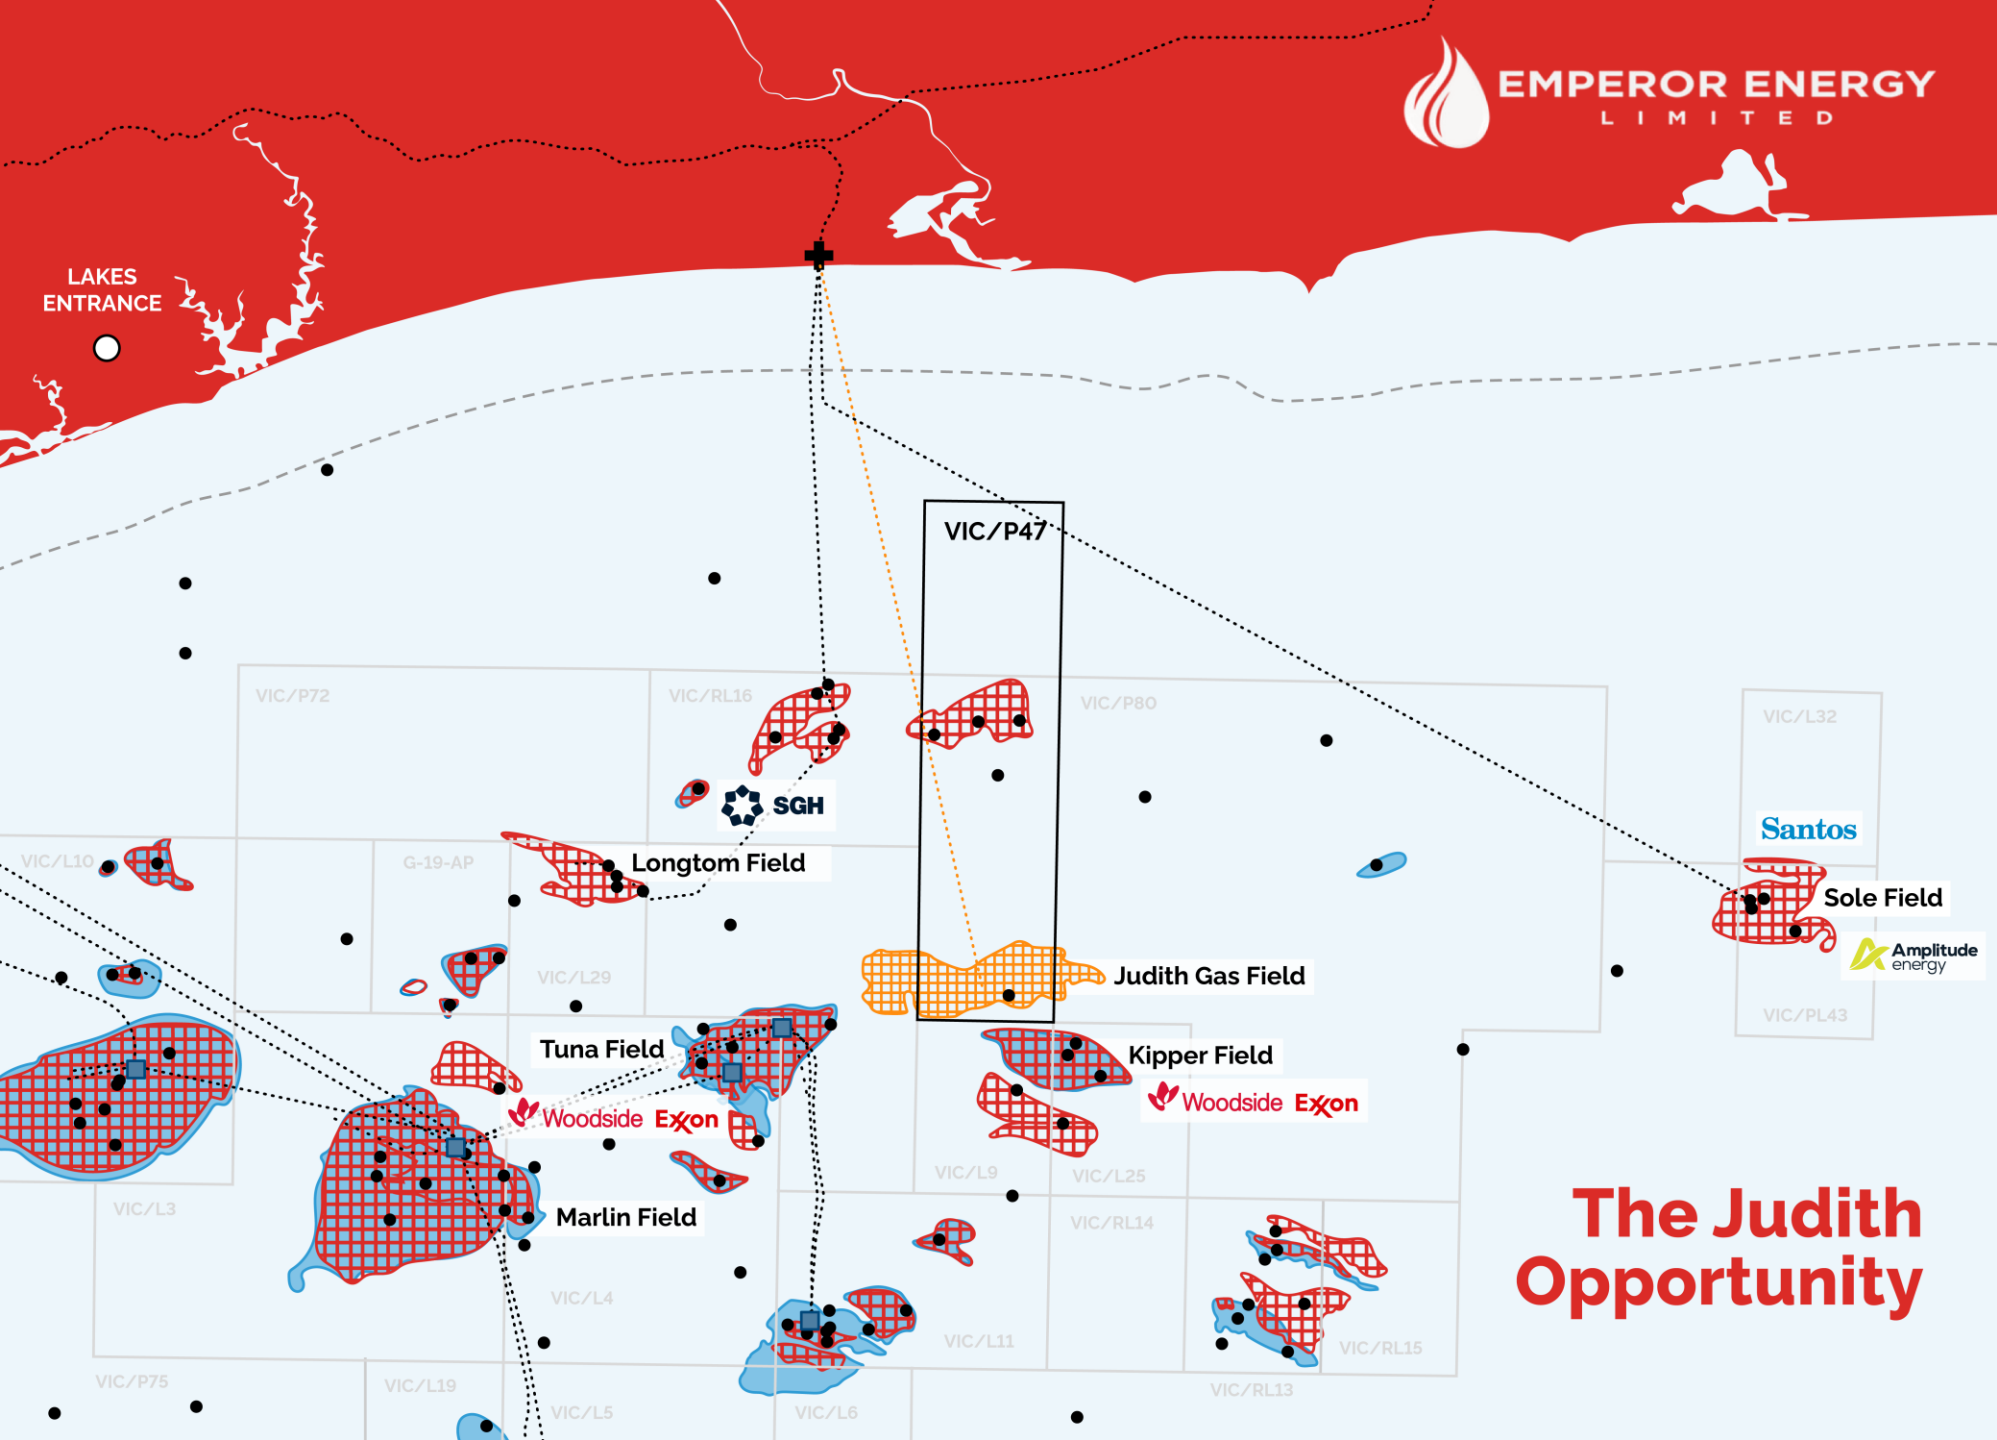 EMPEROR ENERGY
LIMITED
LAKES
ENTRANCE
VIC/P47
VIC/P72
VIC/RL16
VIC/P80
VIC/L32
SGH
Santos
VIC/L10
G-19-AP
Longtom Field
Sole Field
Amplitude
energy
VIC/L29
Judith Gas Field
VIC/PL43
Tuna Field
Kipper Field
Woodside Exxon
Woodside Exxon
VIC/L9
VIC/L25
VIC/L3
Marlin Field
VIC/RL14
The Judith
Opportunity
VIC/L4
VIC/L11
VIC/RL15
VIC/P75
VIC/L19
VIC/RL13
VIC/L5
VIC/L6